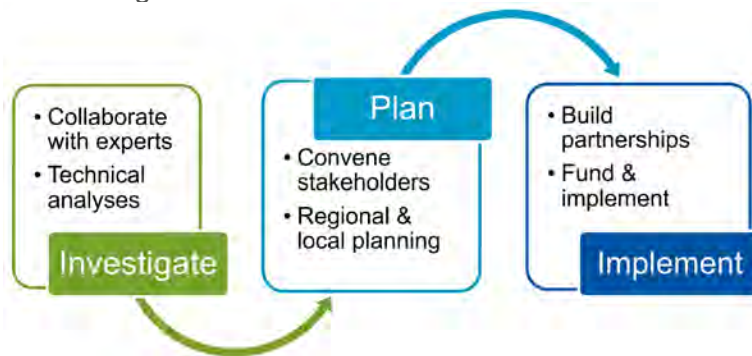 • Collaborate
with experts
• Technical
analyses
Investigate
Plan
• Convene
stakeholders
• Regional &
local planning
• Build
partnerships
• Fund &
implement
Implement